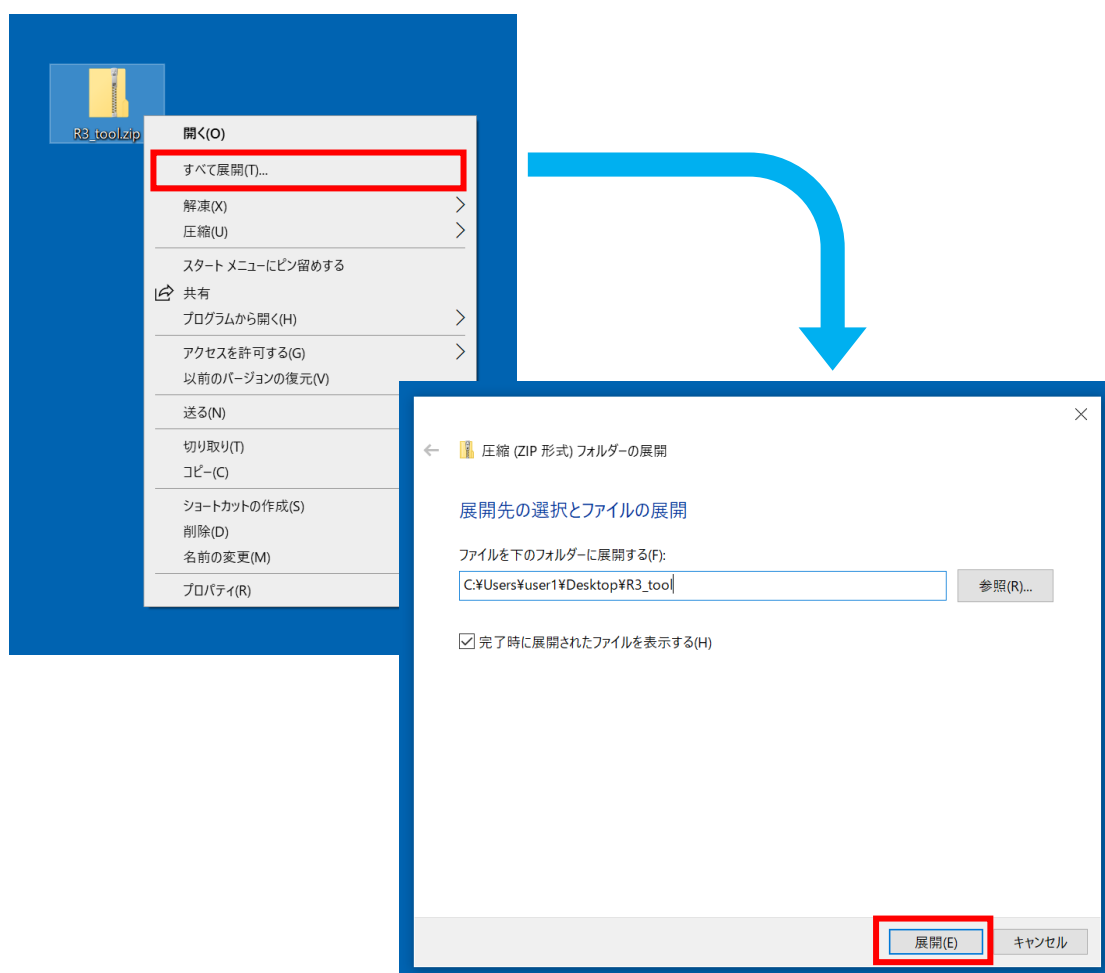 R3_tool.zip
開く(O)
すべて展開(T)...
解凍(X)
圧縮(U)
スタート メニューにピン留めする
共有
プログラムから開く(H)
アクセスを許可する(G)
以前のバージョンの復元(V)
送る(N)
切り取り(T)
コピー(C)
ショートカットの作成(S)
削除(D)
名前の変更(M)
プロパティ(R)
圧縮 (ZIP 形式) フォルダーの展開
展開先の選択とファイルの展開
ファイルを下のフォルダーに展開する(F):
C:¥Users¥user1¥Desktop¥R3_tool
参照(R)...
完了時に展開されたファイルを表示する(H)
展開(E)
キャンセル